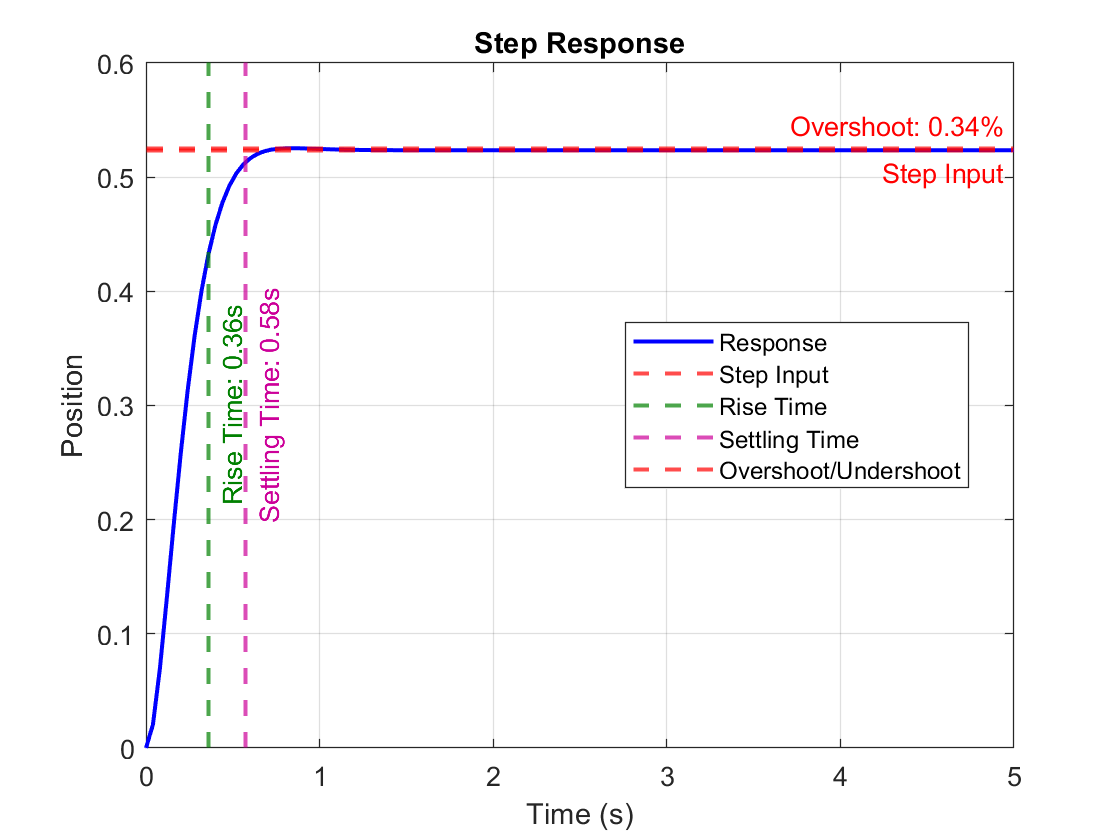 Step Response
0.6
0.5
0.4
0.3
0.2
0.1
0
Position
Overshoot: 0.34%
Step Input
Rise Time: 0.36s
Settling Time: 0.58s
Response
Step Input
Rise Time
Settling Time
Overshoot/Undershoot
0 1 2 3 4 5
Time (s)